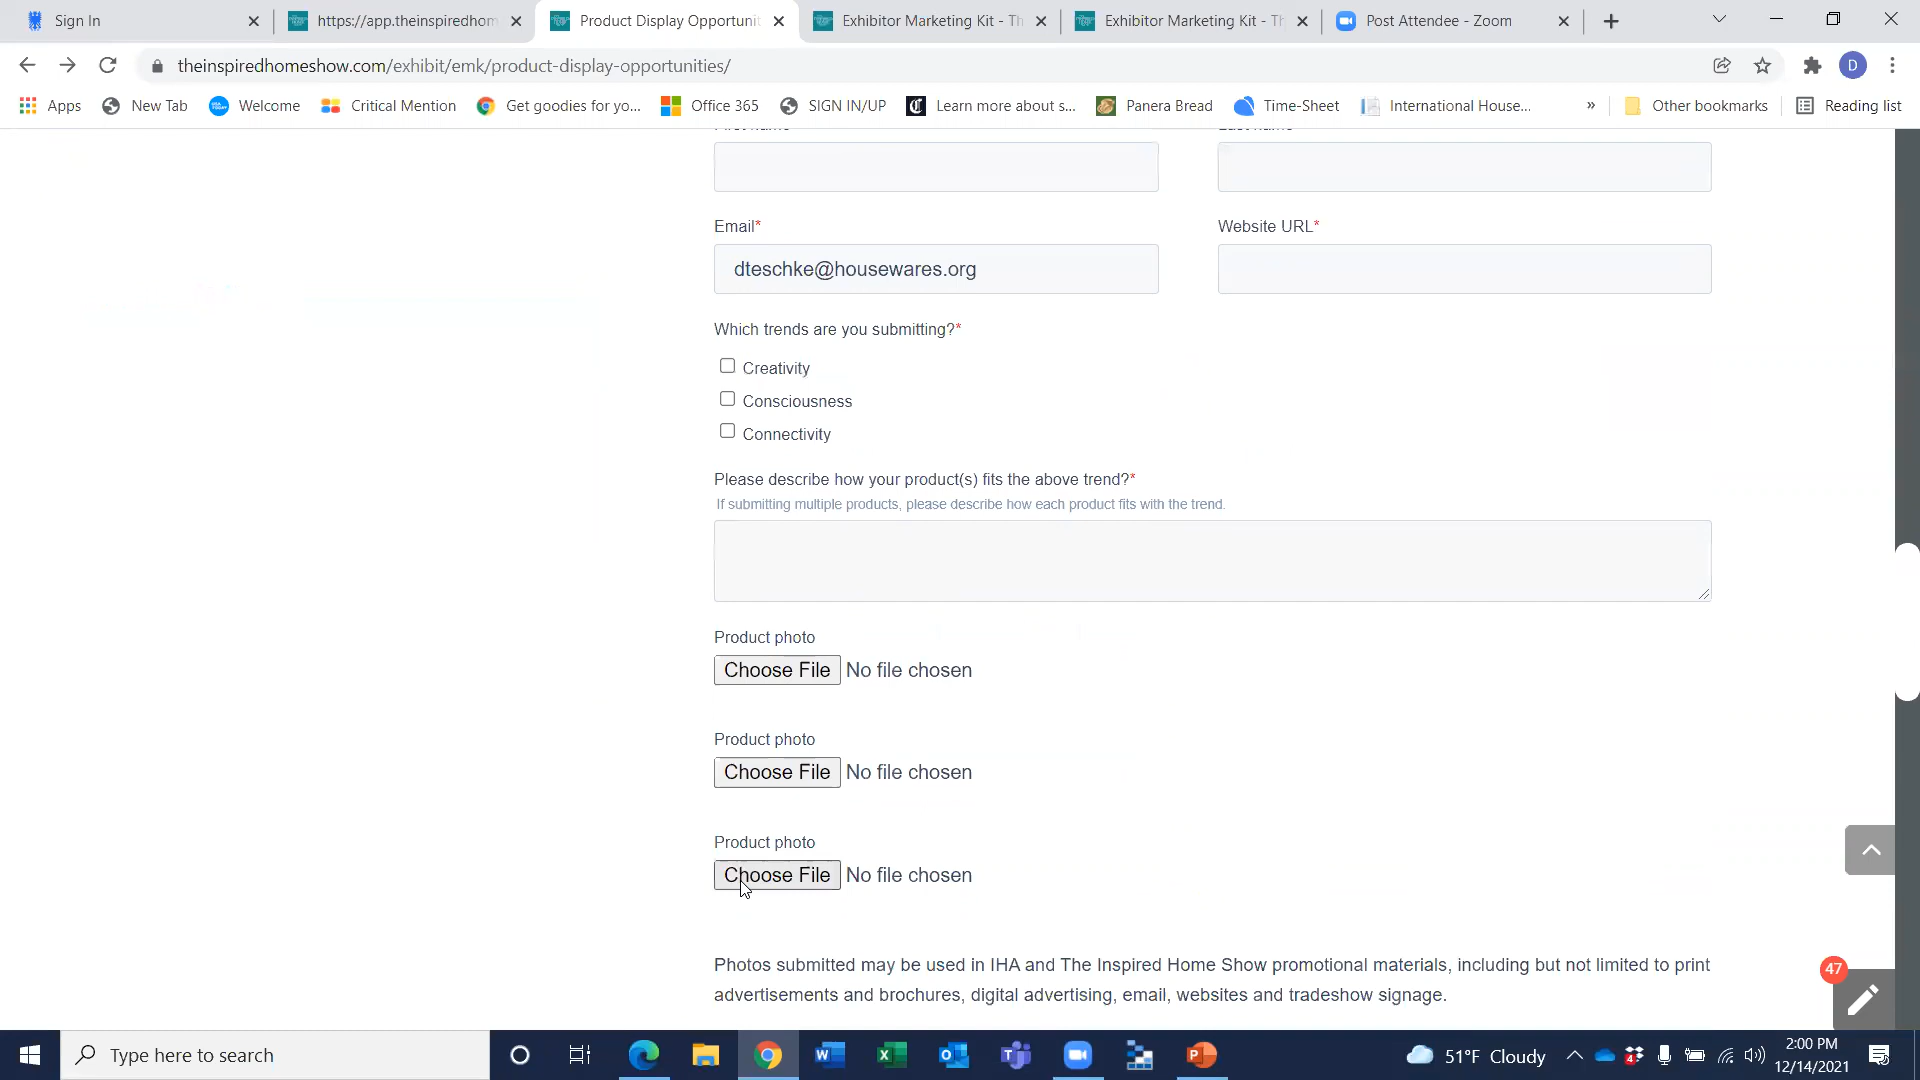 Sign In
https://app.theinspiredhom
Product Display Opportunit
Exhibitor Marketing Kit - Th
Exhibitor Marketing Kit - Th
Post Attendee - Zoom
theinspiredhomeshow.com/exhibit/emk/product-display-opportunities/
D
Apps
New Tab
Welcome
Critical Mention
Get goodies for yo...
Office 365
SIGN IN/UP
Learn more about s...
Panera Bread
Time-Sheet
International House...
»
Other bookmarks
Reading list
First name
Last name
Email*
Website URL*
dteschke@housewares.org
Which trends are you submitting?*
Creativity
Consciousness
Connectivity
Please describe how your product(s) fits the above trend?*
If submitting multiple products, please describe how each product fits with the trend.
Product photo
Choose File No file chosen
Product photo
Choose File No file chosen
Product photo
Choose File No file chosen
Photos submitted may be used in IHA and The Inspired Home Show promotional materials, including but not limited to print
advertisements and brochures, digital advertising, email, websites and tradeshow signage.
47
Type here to search
51°F Cloudy
4
2:00 PM
12/14/2021